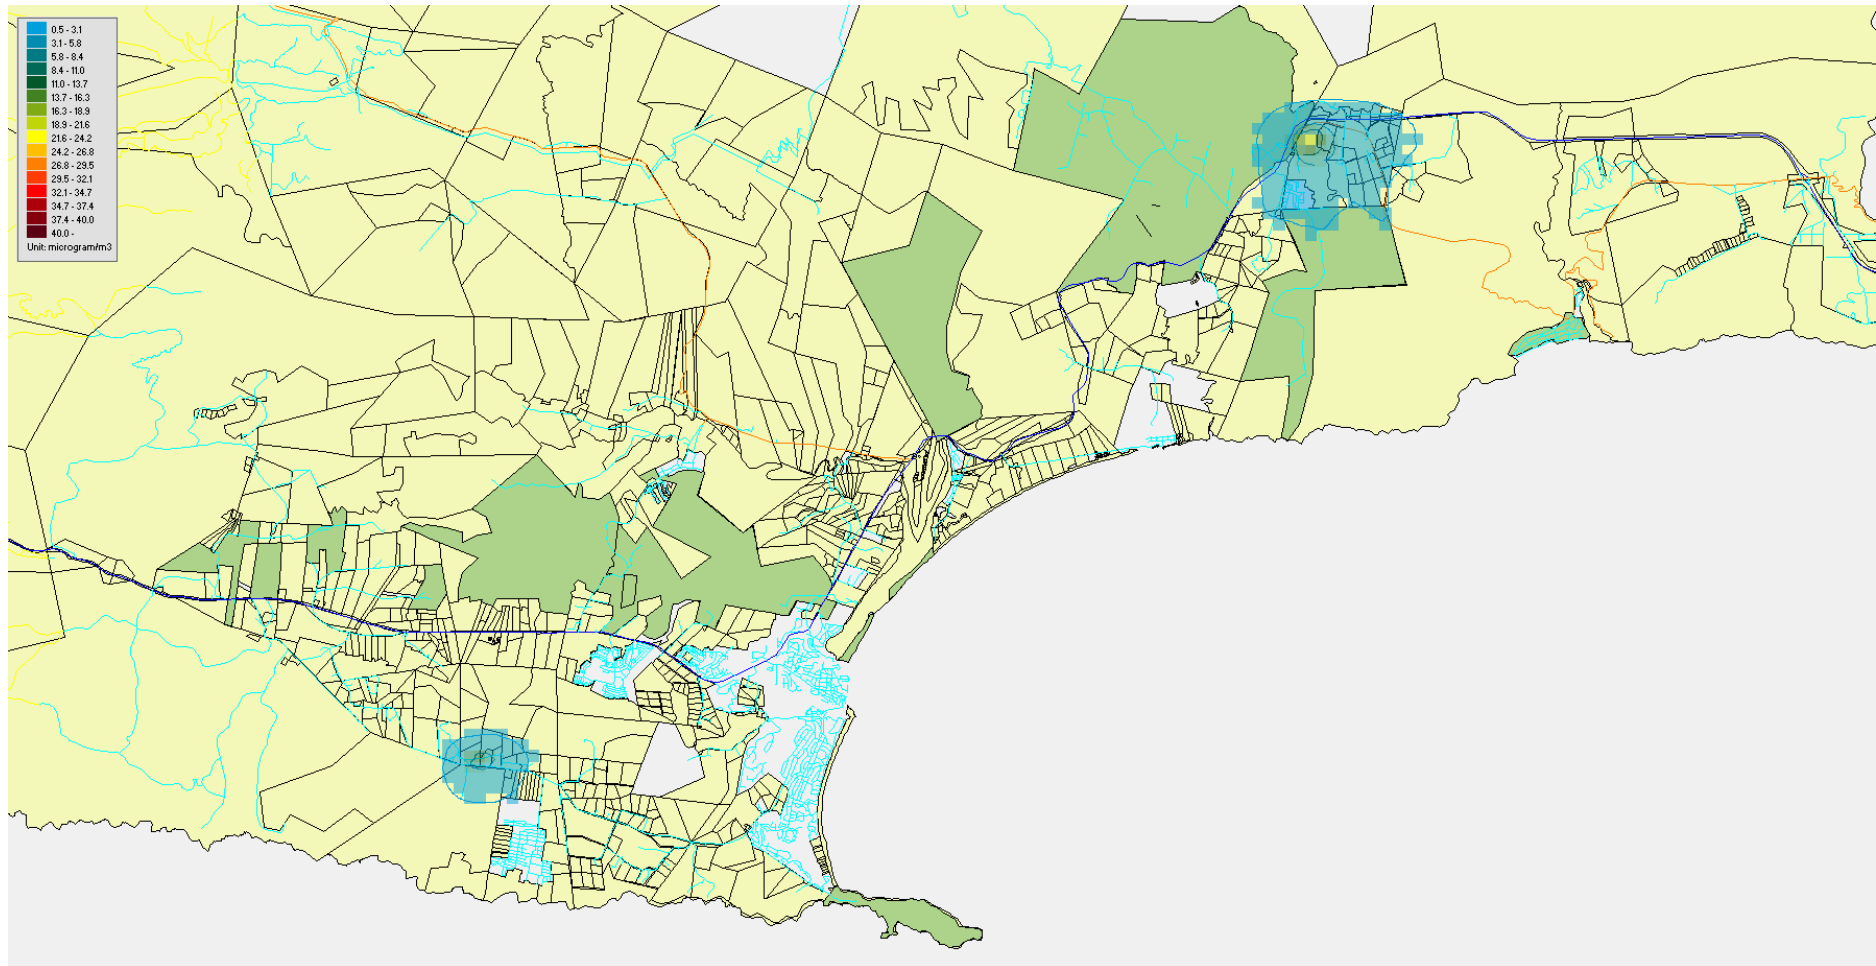 0.5 - 3.1
3.1 - 5.8
5.8 - 8.4
8.4 - 11.0
11.0 - 13.7
13.7 - 16.3
16.3 - 18.9
18.9 - 21.6
21.6 - 24.2
24.2 - 26.8
26.8 - 29.5
29.5 - 32.1
32.1 - 34.7
34.7 - 37.4
37.4 - 40.0
40.0 -
Unit: microgram/m3